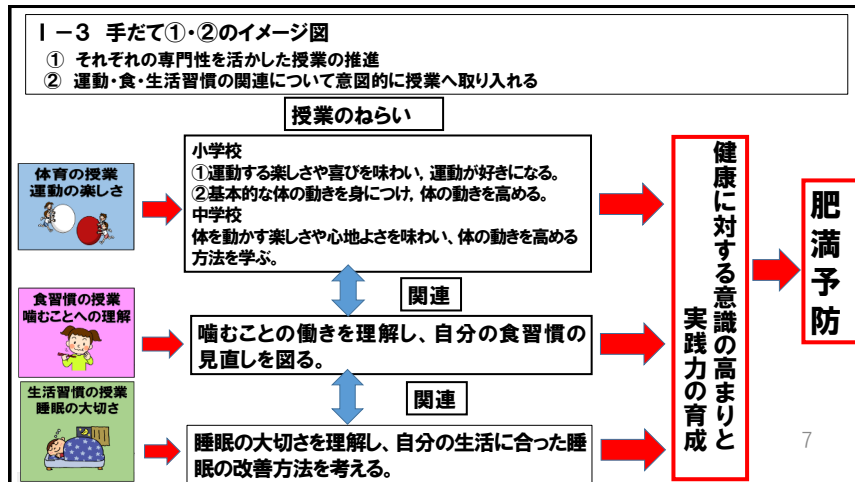 Ⅰ－3 手だて①・②のイメージ図
① それぞれの専門性を活かした授業の推進
② 運動・食・生活習慣の関連について意図的に授業へ取り入れる
授業のねらい
体育の授業
運動の楽しさ
小学校
①運動する楽しさや喜びを味わい，運動が好きになる。
②基本的な体の動きを身につけ，体の動きを高める。
中学校
体を動かす楽しさや心地よさを味わい、体の動きを高める
方法を学ぶ。
関連
食習慣の授業
噛むことへの理解
噛むことの働きを理解し、自分の食習慣の
見直しを図る。
関連
生活習慣の授業
睡眠の大切さ
睡眠の大切さを理解し、自分の生活に合った睡
眠の改善方法を考える。
健康に対する意識の高まりと
実践力の育成
肥満予防
7